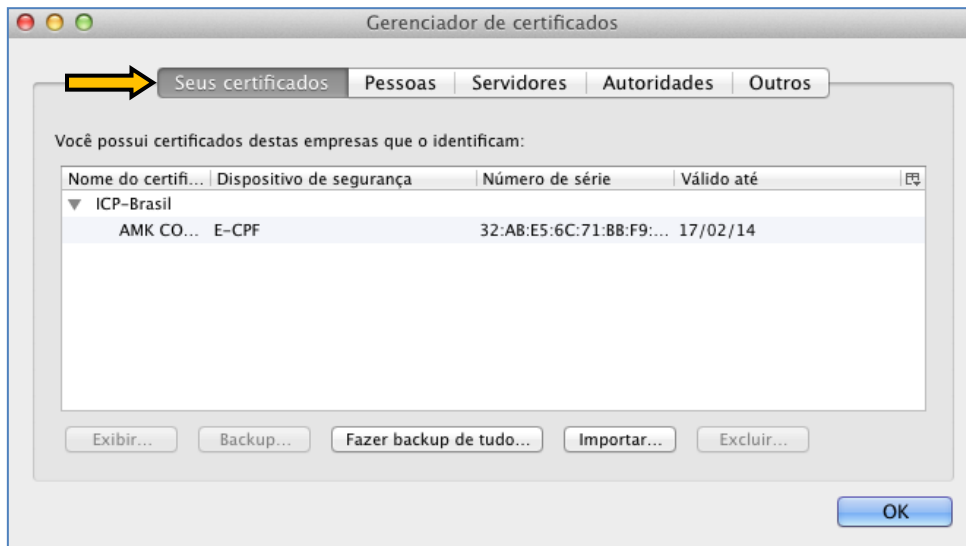 Gerenciador de certificados
Seus certificados Pessoas Servidores Autoridades Outros
Você possui certificados destas empresas que o identificam:
Nome do certifi... Dispositivo de segurança Número de série Válido até
ICP-Brasil
AMK CO... E-CPF 32:AB:E5:6C:71:BB:F9:... 17/02/14
Exibir... Backup... Fazer backup de tudo... Importar... Excluir...
OK